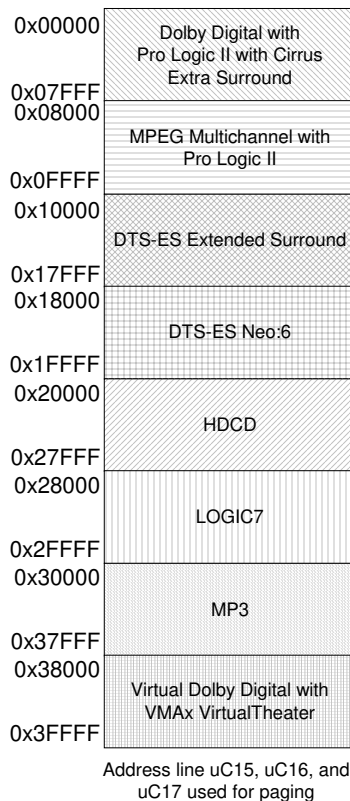 0x00000
Dolby Digital with
Pro Logic II with Cirrus
Extra Surround
0x07FFF
0x08000
MPEG Multichannel with
Pro Logic II
0x0FFFF
0x10000
DTS-ES Extended Surround
0x17FFF
0x18000
DTS-ES Neo:6
0x1FFFF
0x20000
HDCD
0x27FFF
0x28000
LOGIC7
0x2FFFF
0x30000
MP3
0x37FFF
0x38000
Virtual Dolby Digital with
VMAx VirtualTheater
0x3FFFF
Address line uC15, uC16, and
uC17 used for paging